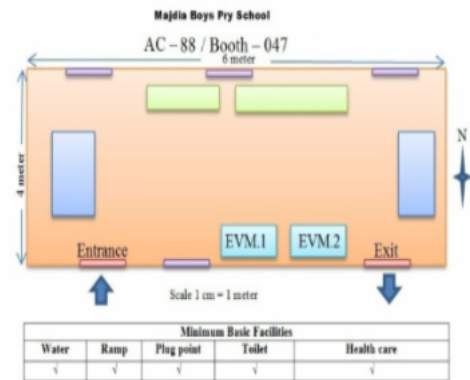 Majdia Boys Pry School
AC – 88 / Booth – 047
6 meter
4 meter
N
EVM.1 EVM.2
Entrance Exit
Scale 1 cm = 1 meter
Minimum Basic Facilities
Water Ramp Plug point Toilet Health care
√ √ √ √ √